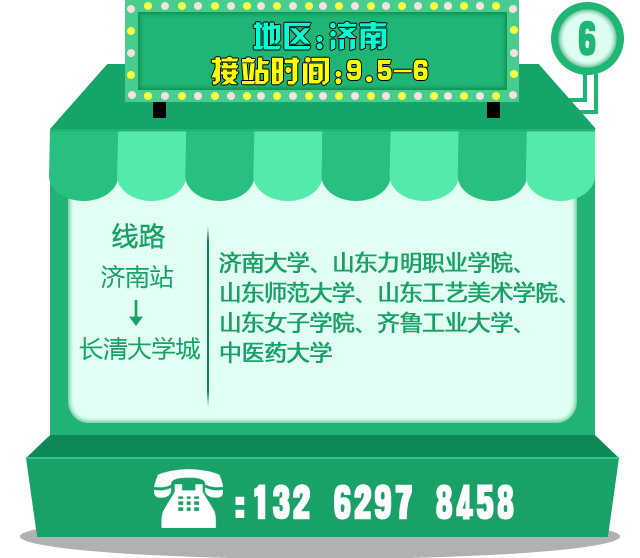 地区:济南
接站时间:9.5-6
6
线路
济南站
长清大学城
济南大学、山东力明职业学院、
山东师范大学、山东工艺美术学院、
山东女子学院、齐鲁工业大学、
中医药大学
:132 6297 8458